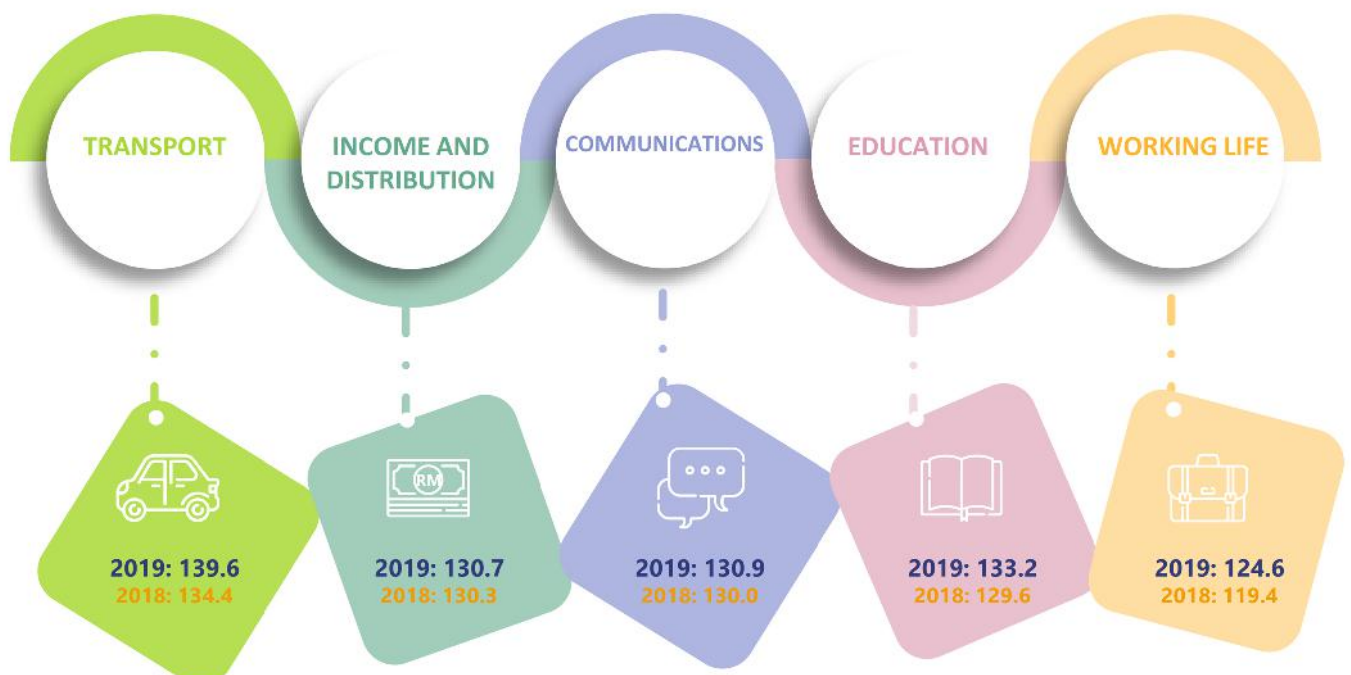 TRANSPORT
INCOME AND
DISTRIBUTION
COMMUNICATIONS
EDUCATION
WORKING LIFE
RM
2019: 139.6
2018: 134.4
2019: 130.7
2018: 130.3
2019: 130.9
2018: 130.0
2019: 133.2
2018: 129.6
2019: 124.6
2018: 119.4